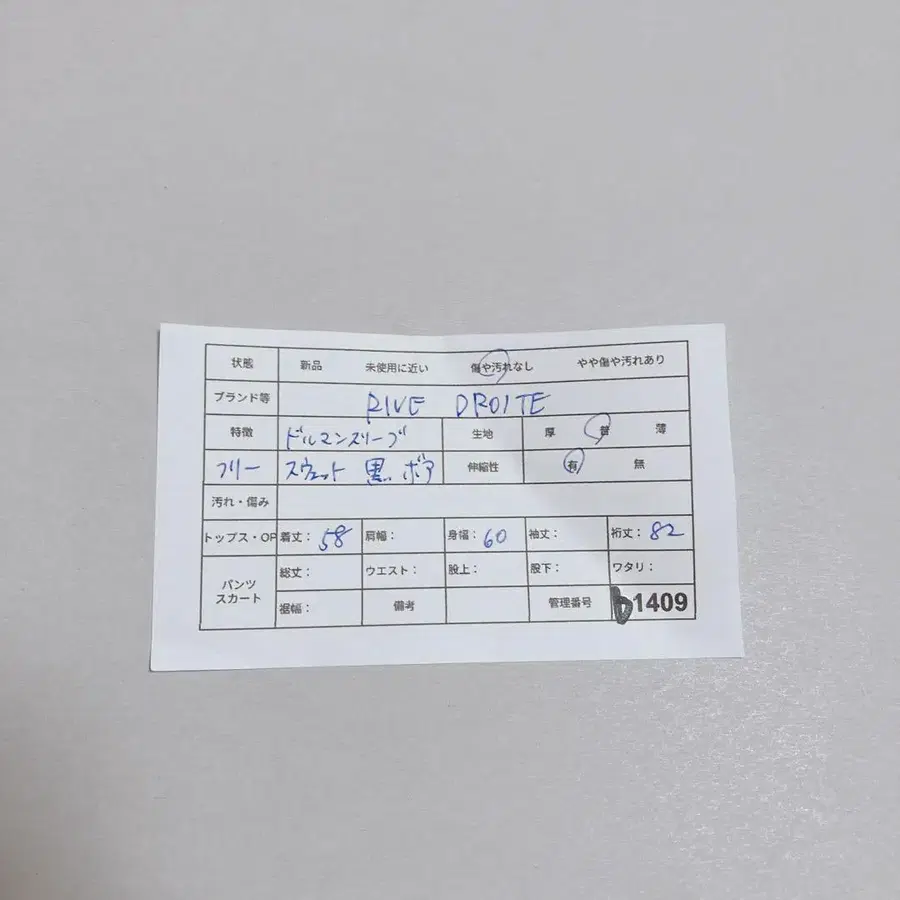 状態 新品 未使用に近い 傷や汚れなし やや傷や汚れあり
ブランド等 RIVE DROITE
特徴 ドルマンスリーブ 生地 厚 普 薄
フリー スウェット 黒 ボア 伸縮性 有 無
汚れ・傷み
トップス・OP 着丈: 58 肩幅: 身幅: 60 袖丈: 裄丈: 82
パンツ
スカート
総丈: ウエスト: 股上: 股下: ワタリ:
裾幅: 備考 管理番号 b1409